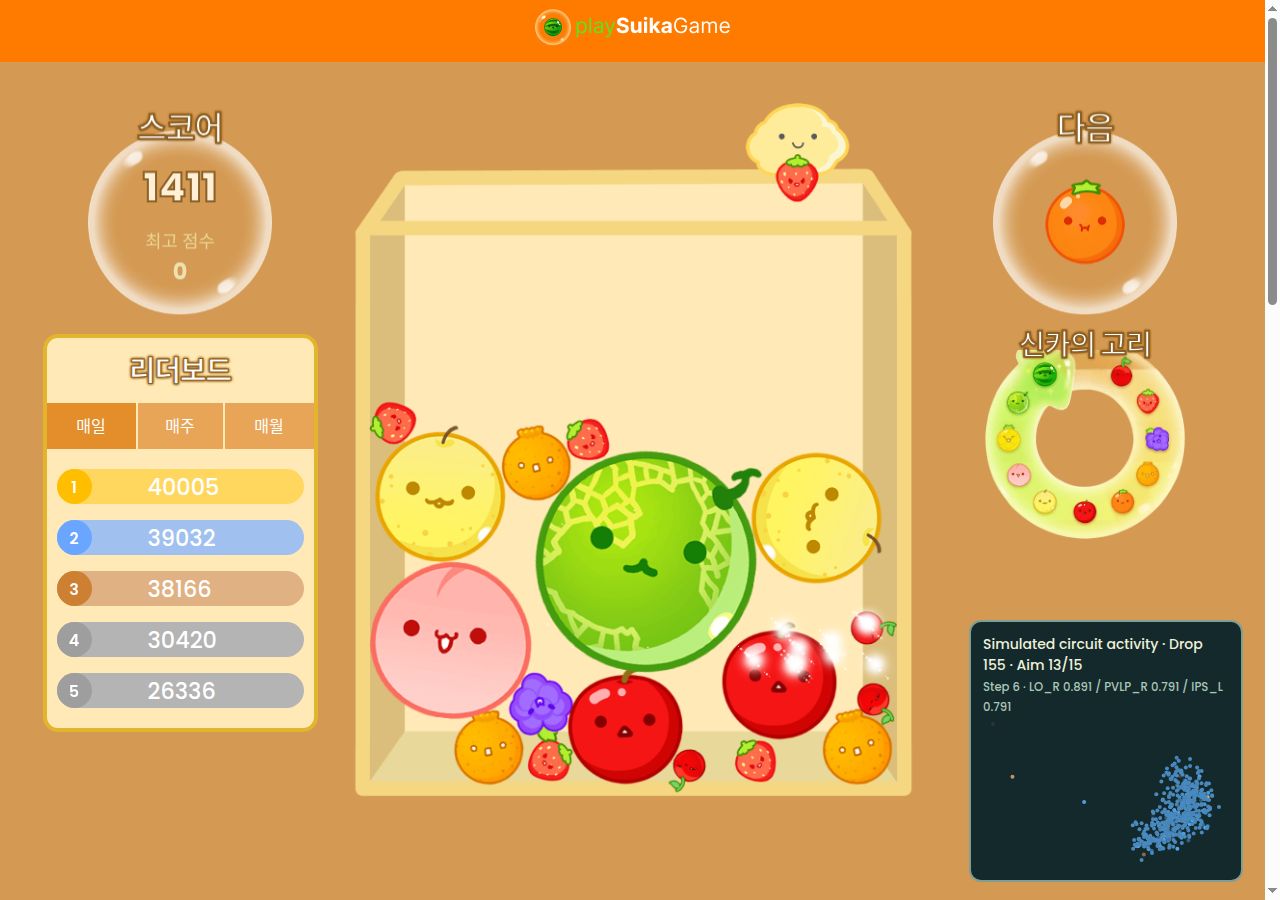 playSuikaGame
스코어
1411
최고 점수
0
리더보드
매일 매주 매월
1 40005
2 39032
3 38166
4 30420
5 26336
다음
신카의 고리
Simulated circuit activity · Drop
155 · Aim 13/15
Step 6 · LO_R 0.891 / PVLP_R 0.791 / IPS_L
0.791